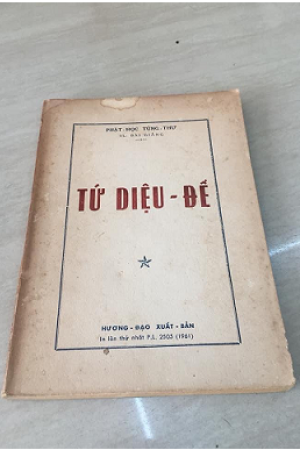 PHẬT-HỌC TÙNG-THƯ
TỨ DIỆU-ĐẾ
HƯƠNG-ĐẠO XUẤT-BẢN
In lần thứ nhất P.L. 2505 (1961)